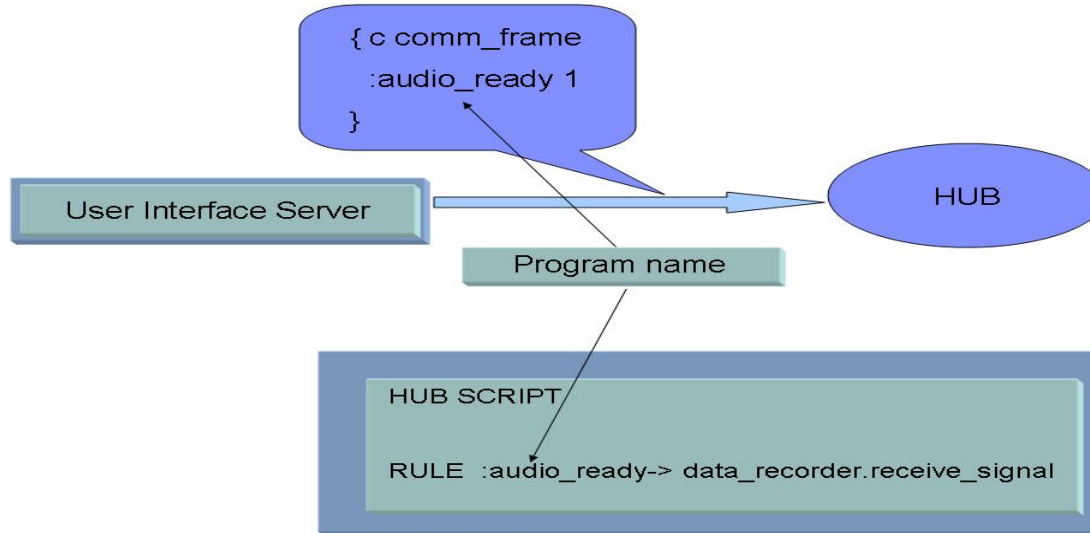 { c comm_frame
:audio_ready 1
}
User Interface Server
HUB
Program name
HUB SCRIPT
RULE :audio_ready-> data_recorder.receive_signal